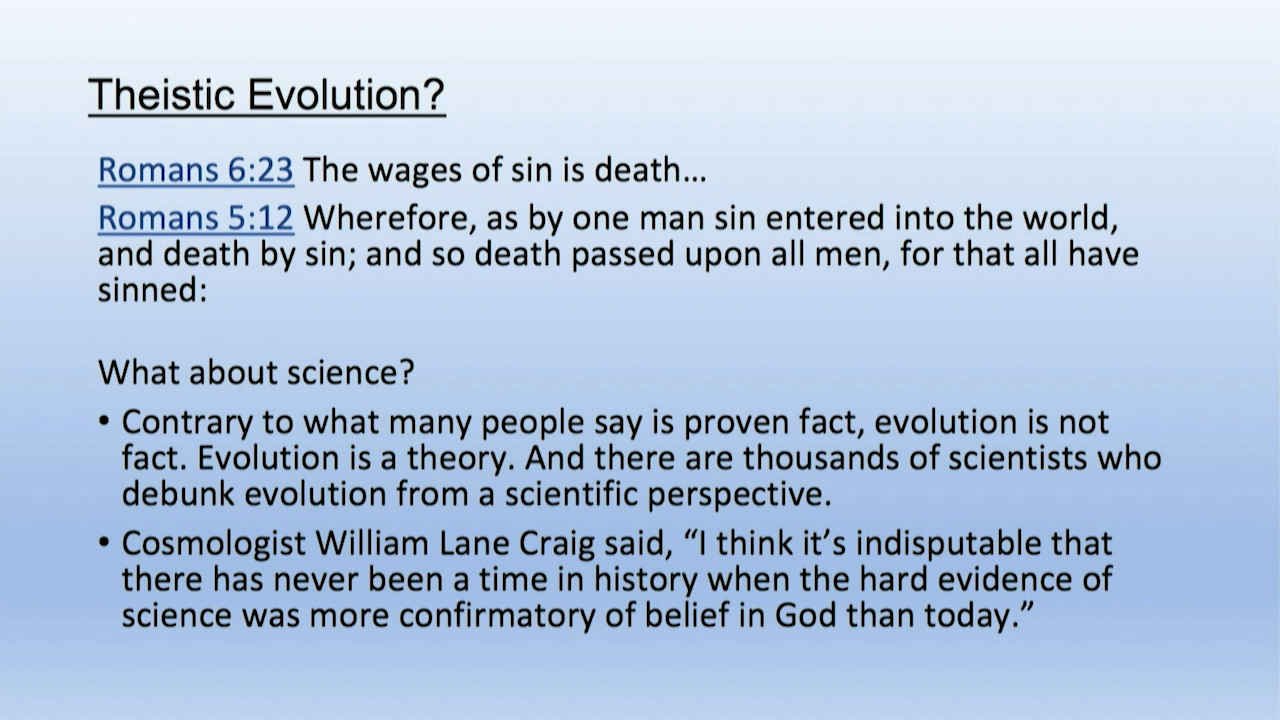 Theistic Evolution?
Romans 6:23 The wages of sin is death...
Romans 5:12 Wherefore, as by one man sin entered into the world,
and death by sin; and so death passed upon all men, for that all have
sinned:
What about science?
• Contrary to what many people say is proven fact, evolution is not
fact. Evolution is a theory. And there are thousands of scientists who
debunk evolution from a scientific perspective.
• Cosmologist William Lane Craig said, “I think it’s indisputable that
there has never been a time in history when the hard evidence of
science was more confirmatory of belief in God than today.”